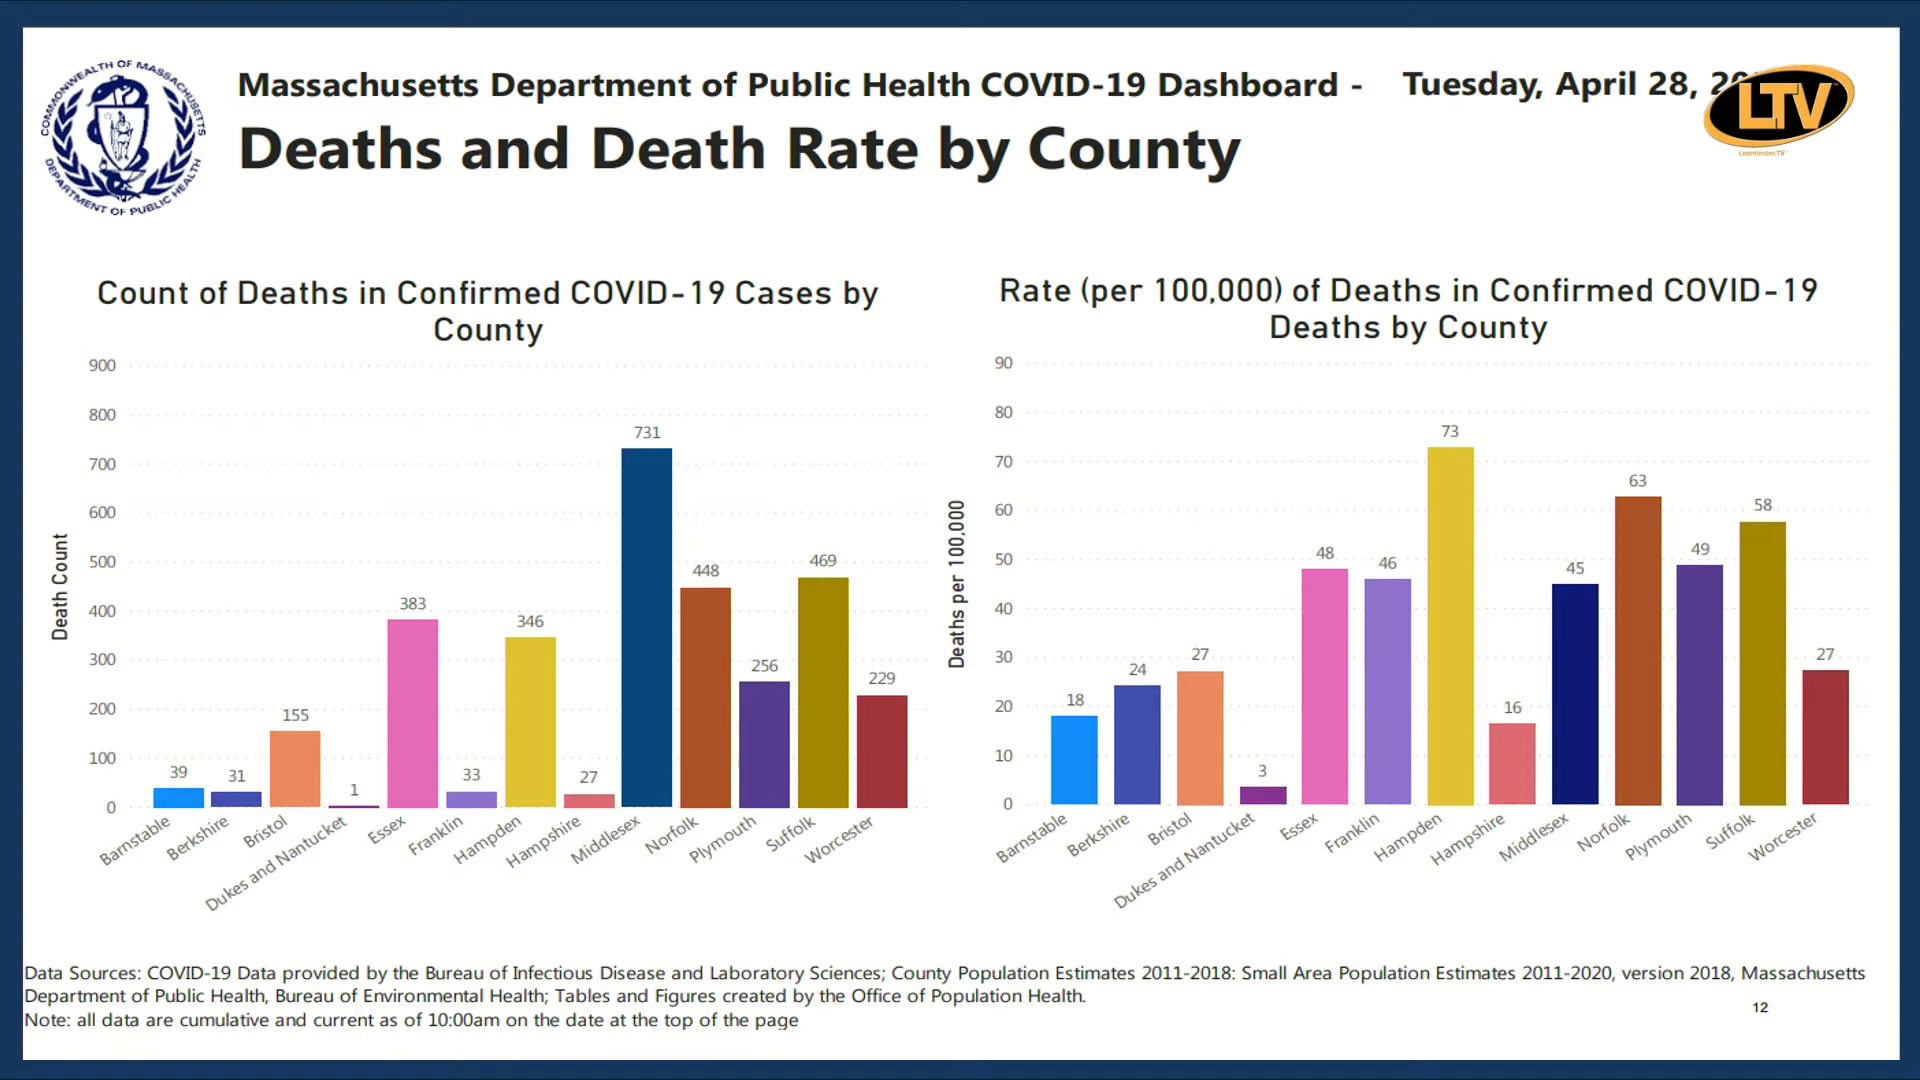 COMMONWEALTH OF MASSACHUSETTS
DEPARTMENT OF PUBLIC HEALTH
Massachusetts Department of Public Health COVID-19 Dashboard - Tuesday, April 28,
LTV
Leominster.TV
Deaths and Death Rate by County
Count of Deaths in Confirmed COVID-19 Cases by
County
900
800
700
600
500
400
300
200
100
0
Death Count
39
31
155
1
383
33
346
27
731
448
256
469
229
Barnstable
Berkshire
Bristol
Dukes and Nantucket
Essex
Franklin
Hampden
Hampshire
Middlesex
Norfolk
Plymouth
Suffolk
Worcester
Rate (per 100,000) of Deaths in Confirmed COVID-19
Deaths by County
90
80
70
60
50
40
30
20
10
0
Deaths per 100,000
18
24
27
3
48
46
73
16
45
63
49
58
27
Barnstable
Berkshire
Bristol
Dukes and Nantucket
Essex
Franklin
Hampden
Hampshire
Middlesex
Norfolk
Plymouth
Suffolk
Worcester
Data Sources: COVID-19 Data provided by the Bureau of Infectious Disease and Laboratory Sciences; County Population Estimates 2011-2018: Small Area Population Estimates 2011-2020, version 2018, Massachusetts
Department of Public Health, Bureau of Environmental Health; Tables and Figures created by the Office of Population Health.
Note: all data are cumulative and current as of 10:00am on the date at the top of the page
12